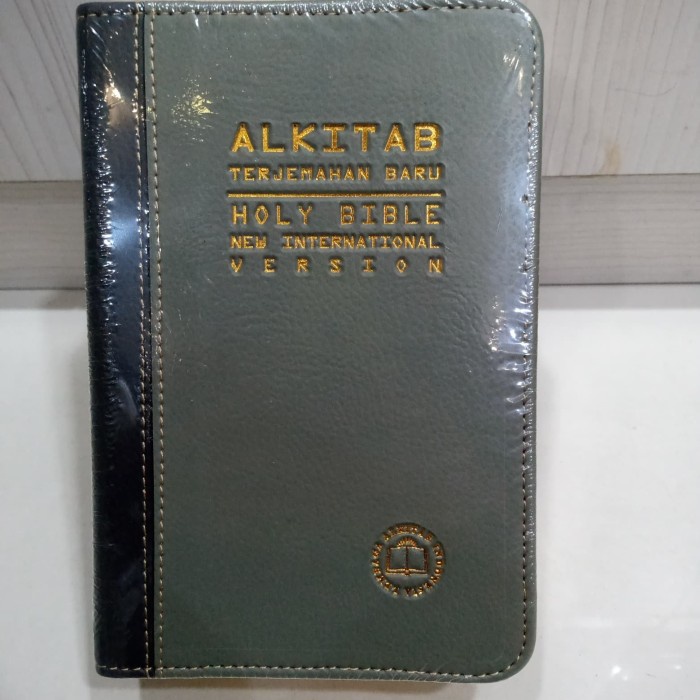 ALKITAB
TERJEMAHAN BARU
HOLY BIBLE
NEW INTERNATIONAL
VERSION